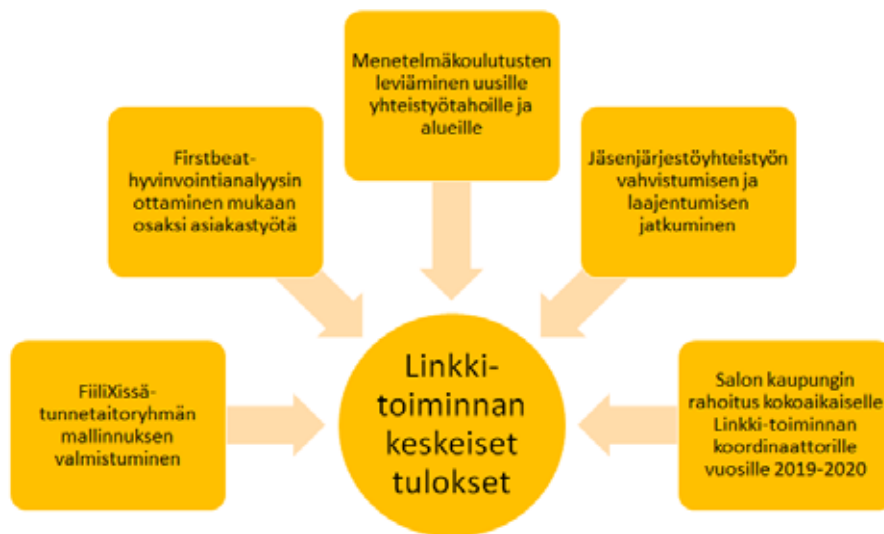 Menetelmäkoulutusten
leviäminen uusille
yhteistyötahoille ja
alueille
Firstbeat-
hyvinvointianalyysin
ottaminen mukaan
osaksi asiakastyötä
Jäsenjärjestöyhteistyön
vahvistumisen ja
laajentumisen
jatkuminen
FiiliXissä-
tunnetaitoryhmän
mallinnuksen
valmistuminen
Linkki-
toiminnan
keskeiset
tulokset
Salon kaupungin
rahoitus kokoaikaiselle
Linkki-toiminnan
koordinaattorille
vuosille 2019-2020